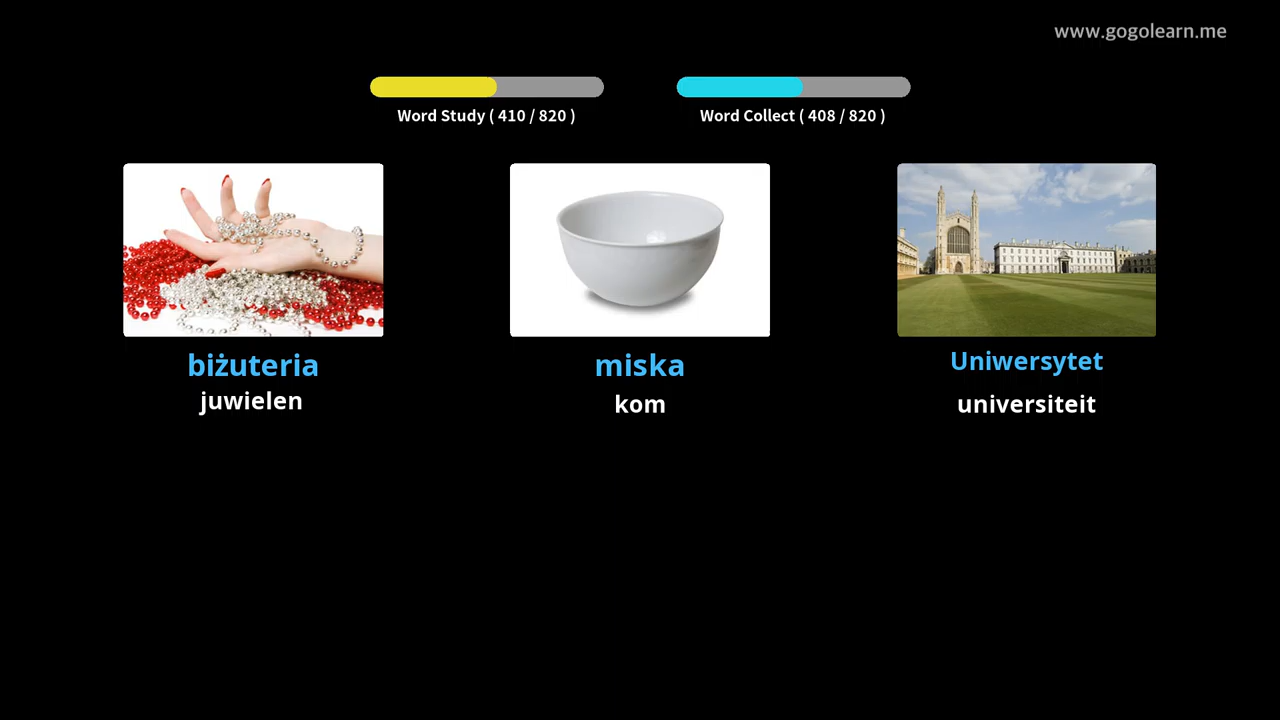 www.gogolearn.me
Word Study ( 410 / 820 )
Word Collect ( 408 / 820 )
biżuteria
juwielen
miska
kom
Uniwersytet
universiteit